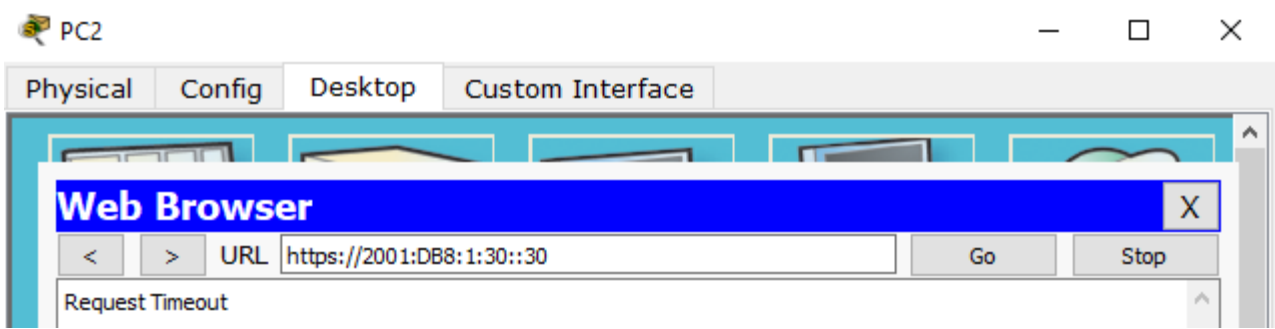 PC2
Physical Config Desktop Custom Interface
Web Browser X
< > URL https://2001:DB8:1:30::30 Go Stop
Request Timeout